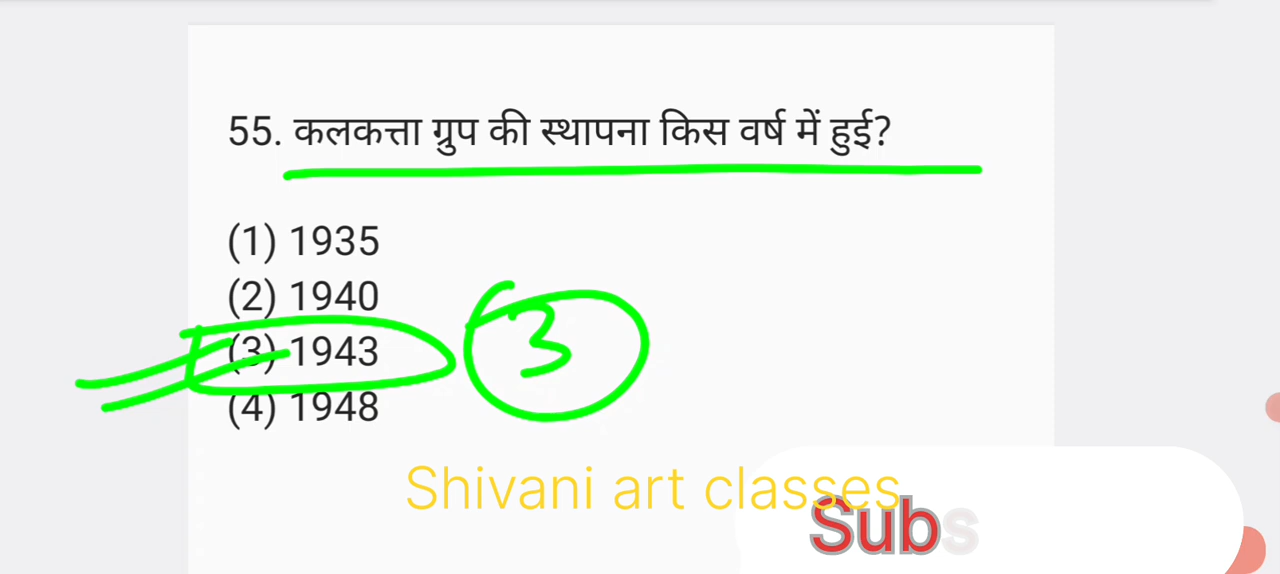 55. कलकत्ता ग्रुप की स्थापना किस वर्ष में हुई?
(1) 1935
(2) 1940
(3) 1943
3
(4) 1948
Shivani art classes
Subs